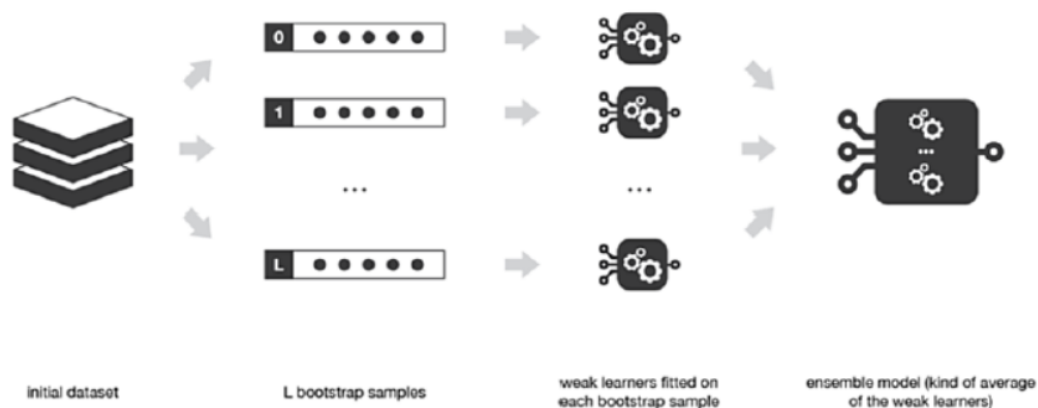 0
1
...
...
...
L
initial dataset
L bootstrap samples
weak learners fitted on
each bootstrap sample
ensemble model (kind of average
of the weak learners)